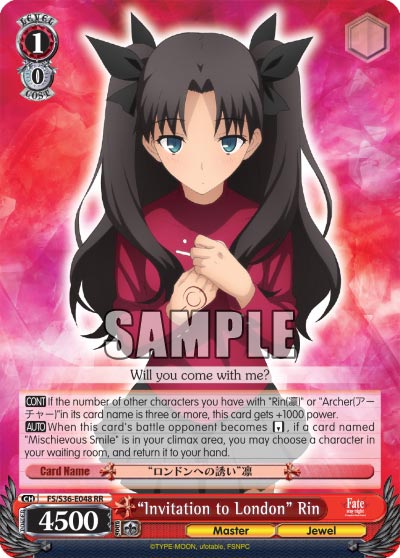 LEVEL
1
0
COST
SAMPLE
Will you come with me?
CONT If the number of other characters you have with "Rin(凛)" or "Archer(アー
チャー)"in its card name is three or more, this card gets +1000 power.
AUTO When this card's battle opponent becomes [ ], if a card named
"Mischievous Smile" is in your climax area, you may choose a character in
your waiting room, and return it to your hand.
Card Name "ロンドンへの誘い"凛
CH FS/S36-E048 RR
POWER 4500 SOUL "Invitation to London" Rin Fate
stay night
Master Jewel
©TYPE-MOON, ufotable, FSNPC